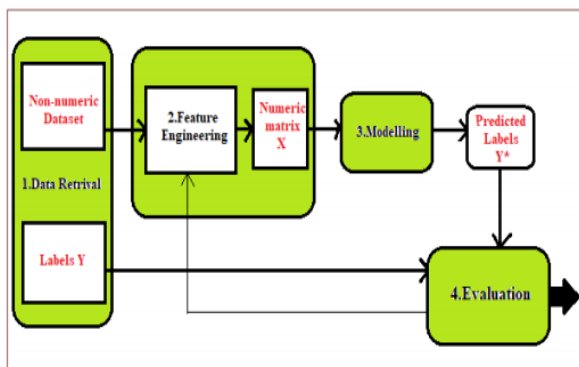 Non-numeric
Dataset
1.Data Retrival
Labels Y
2.Feature
Engineering
Numeric
matrix
X
3.Modelling
Predicted
Labels
Y*
4.Evaluation